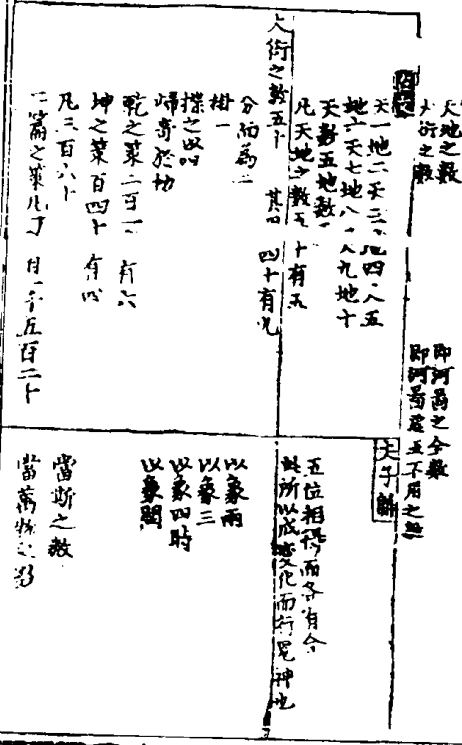 天地之數 即河圖之全數
大衍之數 即河圖虛五不用之數
夫子
天一地二天三地四天五
地六天七地八天九地十
天數五地數 五位相得而各有合
凡天地之數五十有五 此所以成變化而行鬼神也
大衍之數五十 其用四十有九
分而為二 以象兩
掛一 以象三
揲之以四 以象四時
歸奇於扐 以象閏
乾之策二百一 有六
坤之策百四十有四
凡三百六十 當期之數
二篇之策 萬一千五百二十 當萬物之數